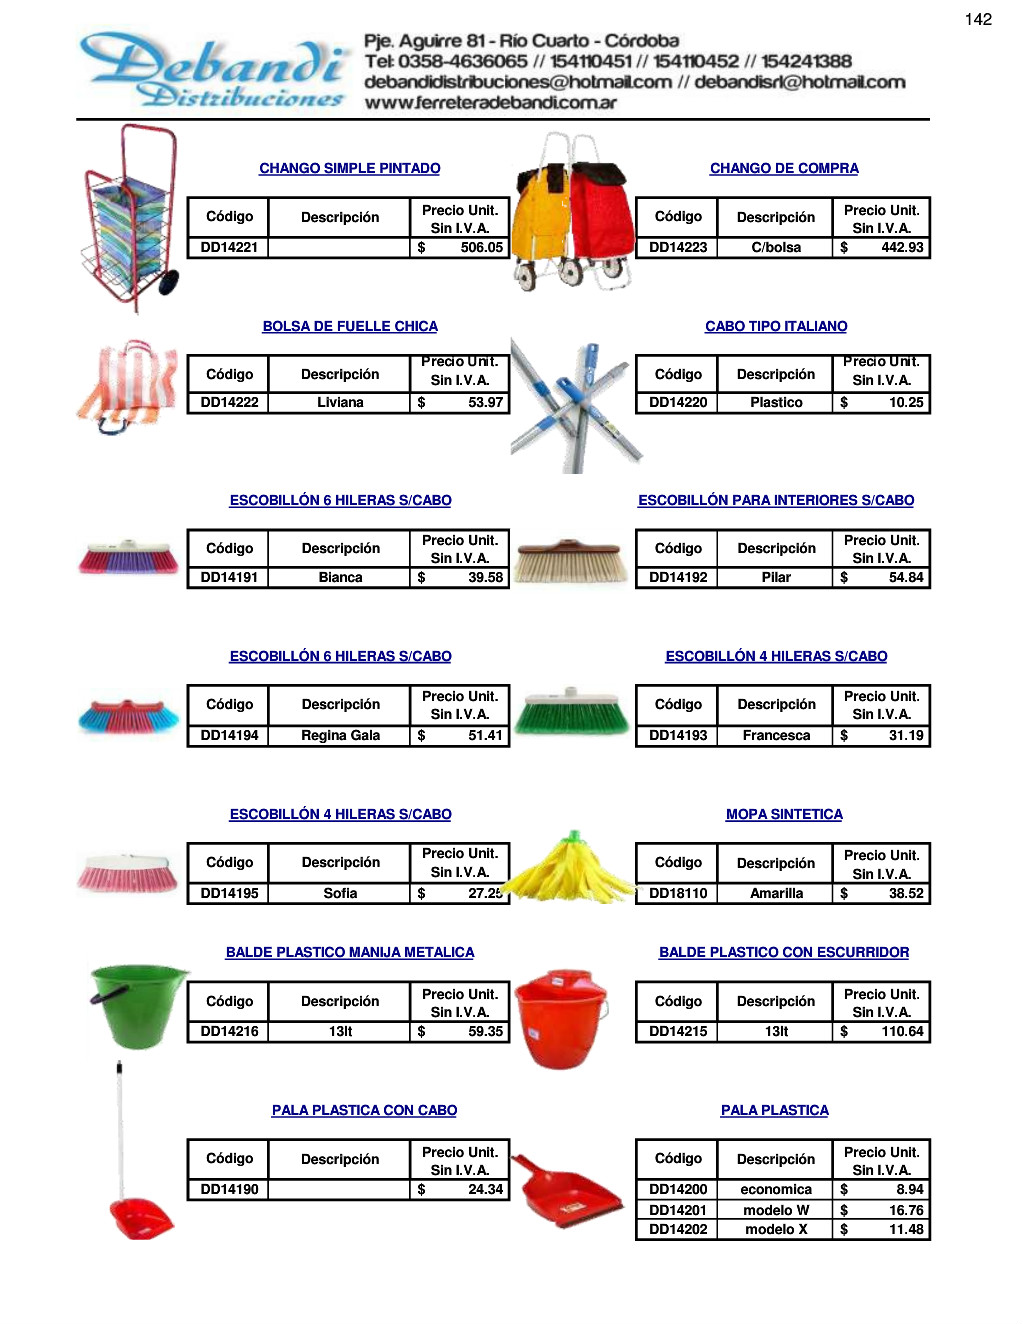 142
Debandi
Distribuciones
Pje. Aguirre 81 - Río Cuarto - Córdoba
Tel: 0358-4636065 // 154110451 // 154110452 // 154241388
debandidistribuciones@hotmail.com // debandisrl@hotmail.com
www.ferreteradebandi.com.ar
CHANGO SIMPLE PINTADO
Código Descripción Precio Unit. Sin I.V.A.
DD14221 $ 506.05
CHANGO DE COMPRA
Código Descripción Precio Unit. Sin I.V.A.
DD14223 C/bolsa $ 442.93
BOLSA DE FUELLE CHICA
Código Descripción Precio Unit. Sin I.V.A.
DD14222 Liviana $ 53.97
CABO TIPO ITALIANO
Código Descripción Precio Unit. Sin I.V.A.
DD14220 Plastico $ 10.25
ESCOBILLÓN 6 HILERAS S/CABO
Código Descripción Precio Unit. Sin I.V.A.
DD14191 Bianca $ 39.58
ESCOBILLÓN PARA INTERIORES S/CABO
Código Descripción Precio Unit. Sin I.V.A.
DD14192 Pilar $ 54.84
ESCOBILLÓN 6 HILERAS S/CABO
Código Descripción Precio Unit. Sin I.V.A.
DD14194 Regina Gala $ 51.41
ESCOBILLÓN 4 HILERAS S/CABO
Código Descripción Precio Unit. Sin I.V.A.
DD14193 Francesca $ 31.19
ESCOBILLÓN 4 HILERAS S/CABO
Código Descripción Precio Unit. Sin I.V.A.
DD14195 Sofia $ 27.25
MOPA SINTETICA
Código Descripción Precio Unit. Sin I.V.A.
DD18110 Amarilla $ 38.52
BALDE PLASTICO MANIJA METALICA
Código Descripción Precio Unit. Sin I.V.A.
DD14216 13lt $ 59.35
BALDE PLASTICO CON ESCURRIDOR
Código Descripción Precio Unit. Sin I.V.A.
DD14215 13lt $ 110.64
PALA PLASTICA CON CABO
Código Descripción Precio Unit. Sin I.V.A.
DD14190 $ 24.34
PALA PLASTICA
Código Descripción Precio Unit. Sin I.V.A.
DD14200 economica $ 8.94
DD14201 modelo W $ 16.76
DD14202 modelo X $ 11.48